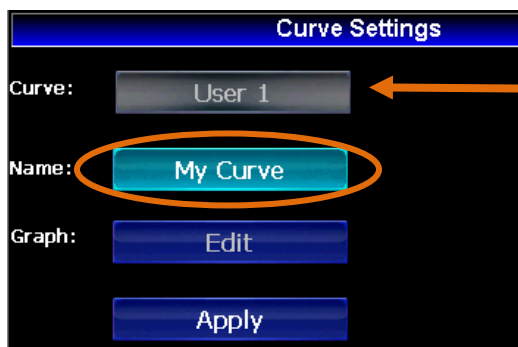 Curve Settings
Curve: User 1
Name: My Curve
Graph: Edit
Apply